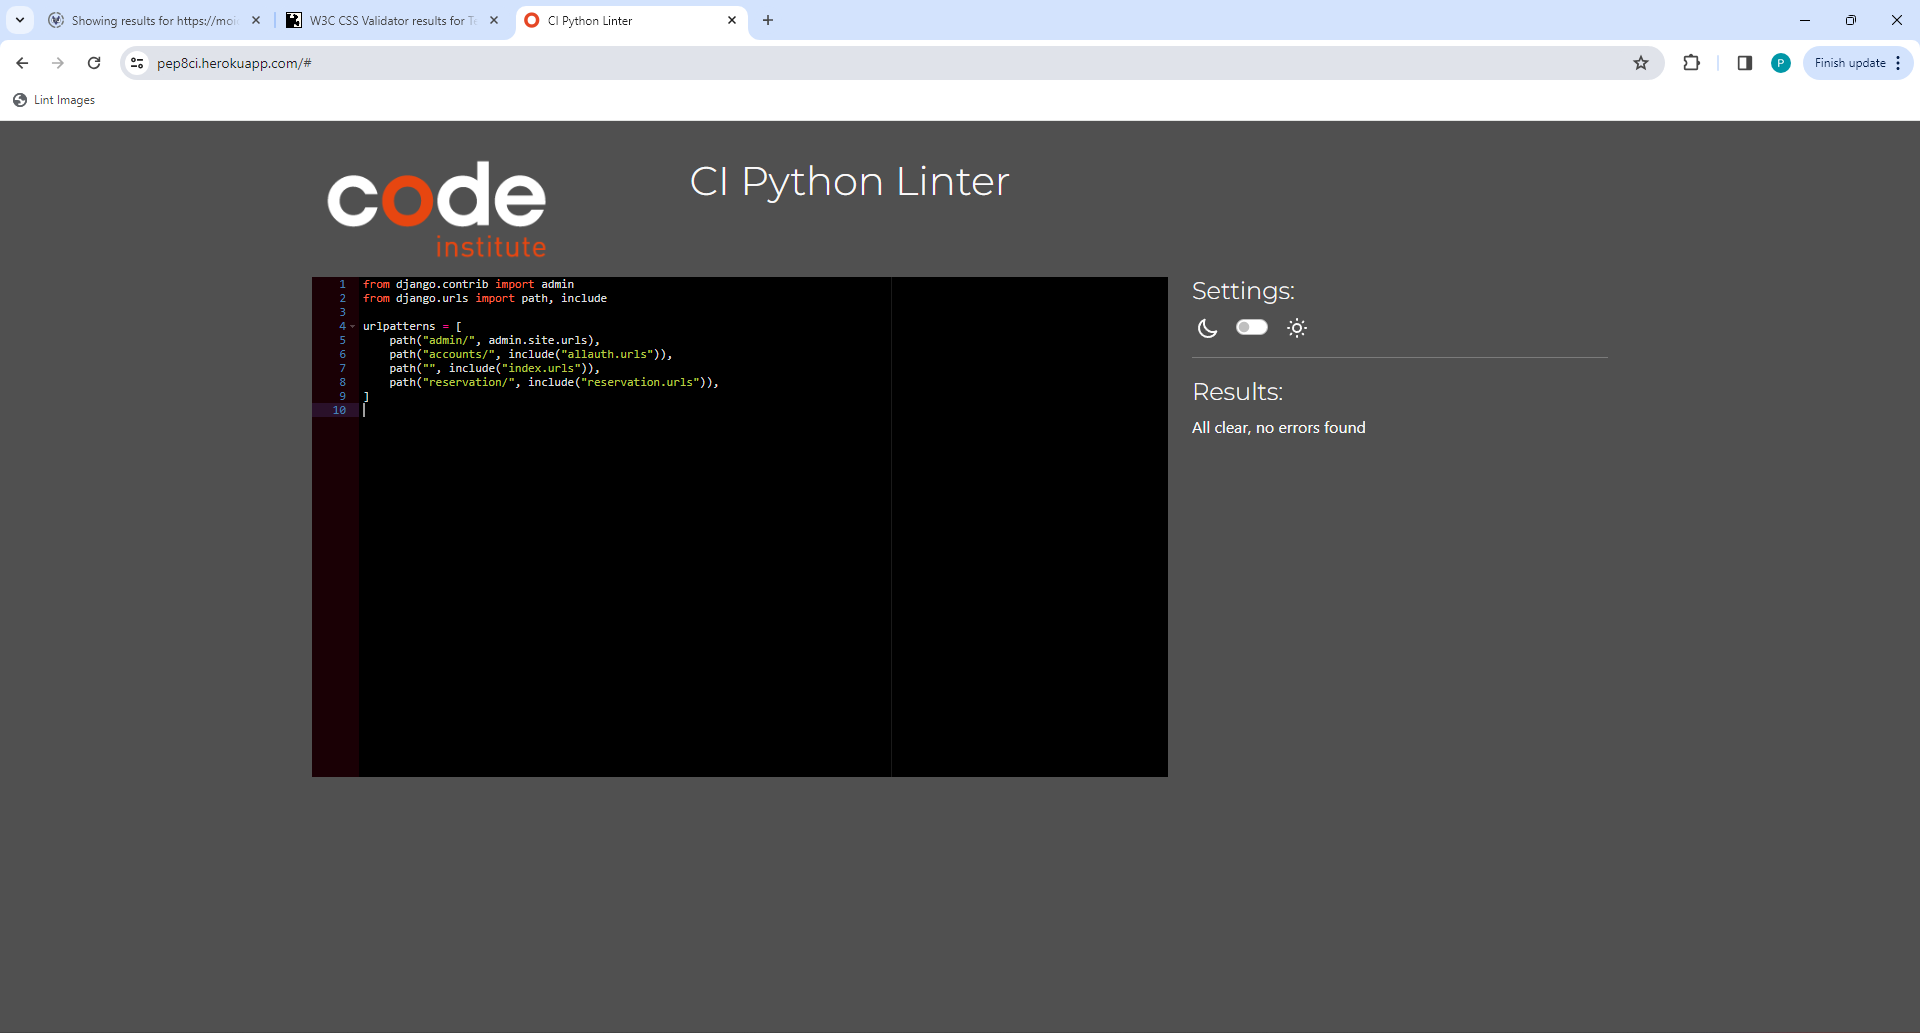 Showing results for https://moi
W3C CSS Validator results for Te
CI Python Linter
pep8ci.herokuapp.com/#
P
Finish update
Lint Images
code
institute
CI Python Linter
1 from django.contrib import admin
2 from django.urls import path, include
3
4 urlpatterns = [
5     path("admin/", admin.site.urls),
6     path("accounts/", include("allauth.urls")),
7     path("", include("index.urls")),
8     path("reservation/", include("reservation.urls")),
9 ]
10
Settings:
Results:
All clear, no errors found